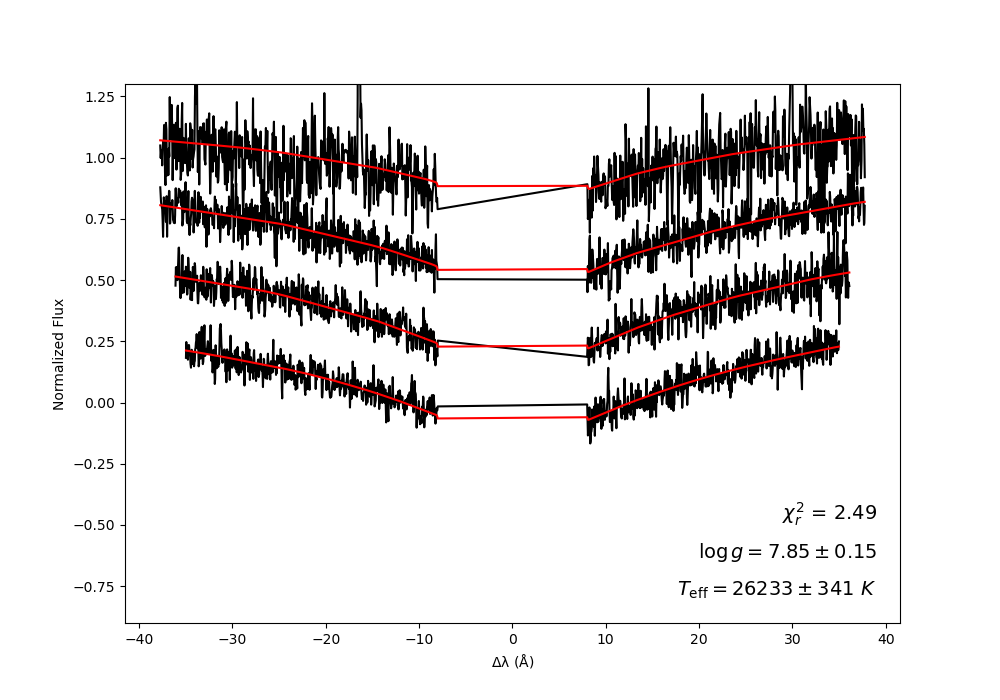 1.25
1.00
0.75
0.50
0.25
0.00
−0.25
−0.50
−0.75
Normalized Flux
χ²ᵣ = 2.49
log g = 7.85 ± 0.15
T_eff = 26233 ± 341 K
−40 −30 −20 −10 0 10 20 30 40
Δλ (Å)